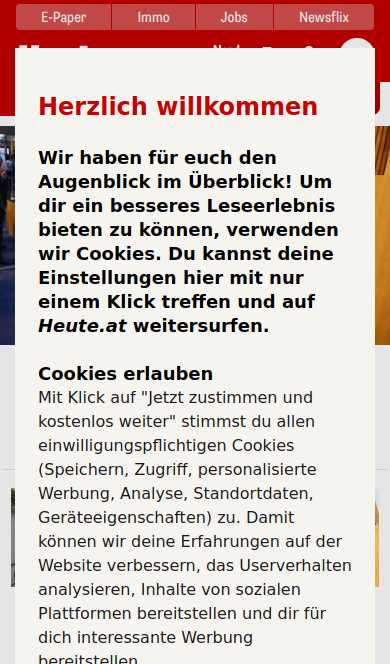 E-Paper Immo Jobs Newsflix
Herzlich willkommen
Wir haben für euch den
Augenblick im Überblick! Um
dir ein besseres Leseerlebnis
bieten zu können, verwenden
wir Cookies. Du kannst deine
Einstellungen hier mit nur
einem Klick treffen und auf
Heute.at weitersurfen.
Cookies erlauben
Mit Klick auf "Jetzt zustimmen und
kostenlos weiter" stimmst du allen
einwilligungspflichtigen Cookies
(Speichern, Zugriff, personalisierte
Werbung, Analyse, Standortdaten,
Geräteeigenschaften) zu. Damit
können wir deine Erfahrungen auf der
Website verbessern, das Userverhalten
analysieren, Inhalte von sozialen
Plattformen bereitstellen und dir für
dich interessante Werbung
bereitstellen